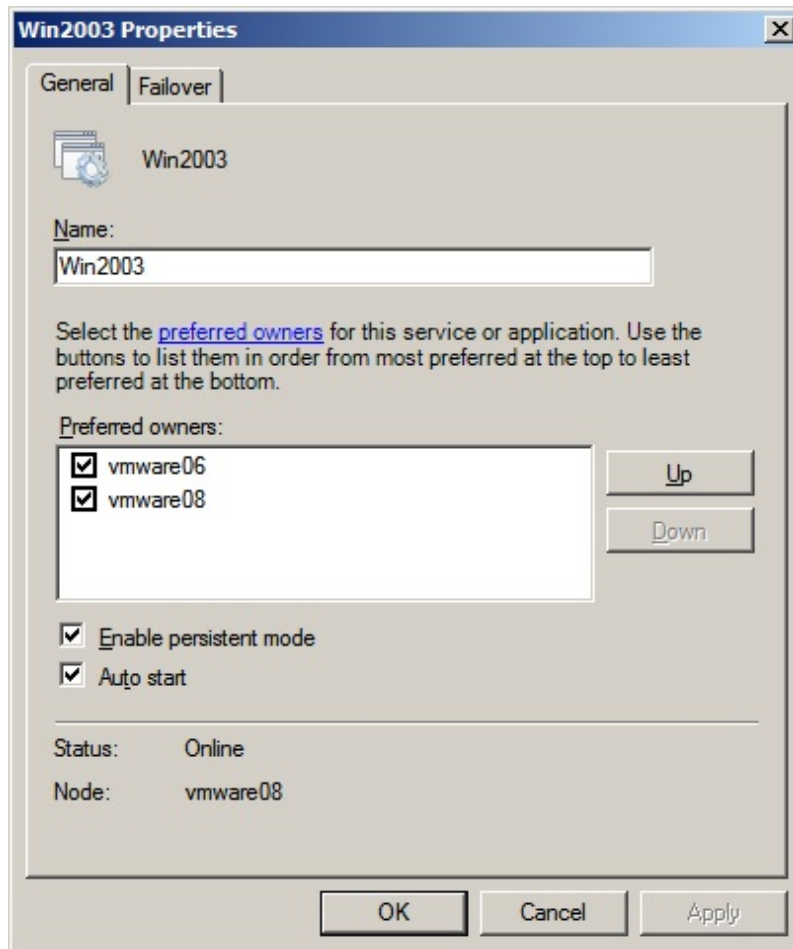 Win2003 Properties
General
Failover
Win2003
Name:
Win2003
Select the preferred owners for this service or application. Use the
buttons to list them in order from most preferred at the top to least
preferred at the bottom.
Preferred owners:
vmware06
vmware08
Up
Down
Enable persistent mode
Auto start
Status: Online
Node: vmware08
OK Cancel Apply